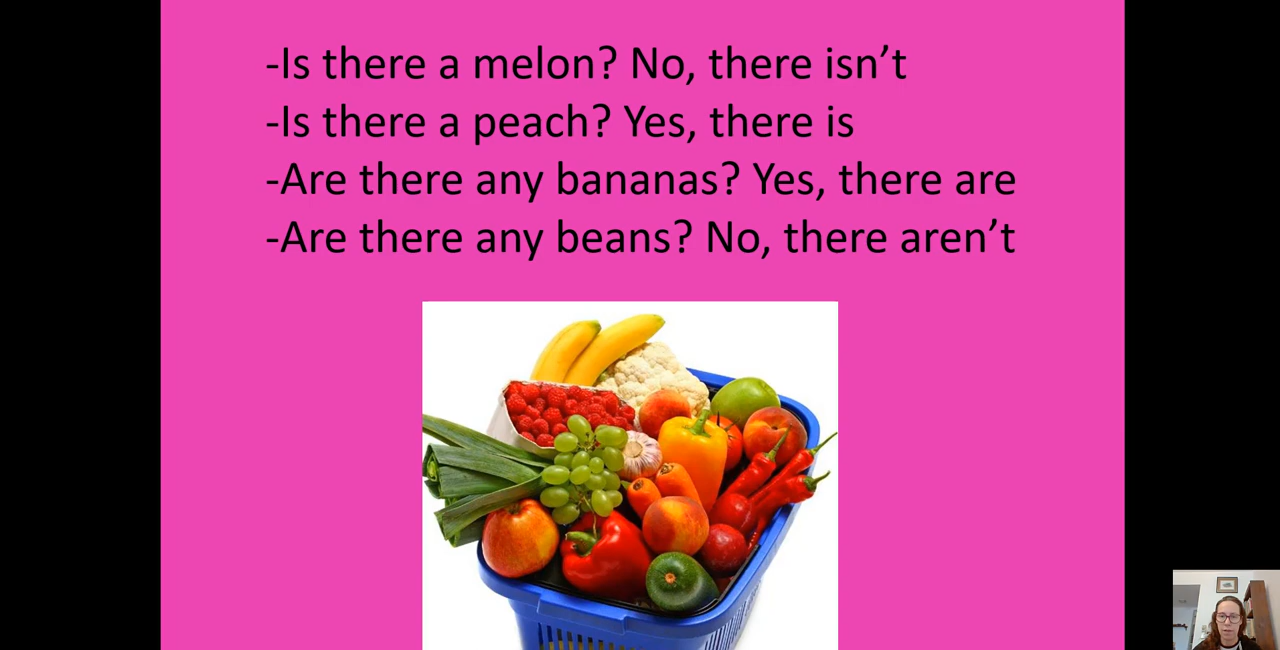 -Is there a melon? No, there isn’t
-Is there a peach? Yes, there is
-Are there any bananas? Yes, there are
-Are there any beans? No, there aren’t